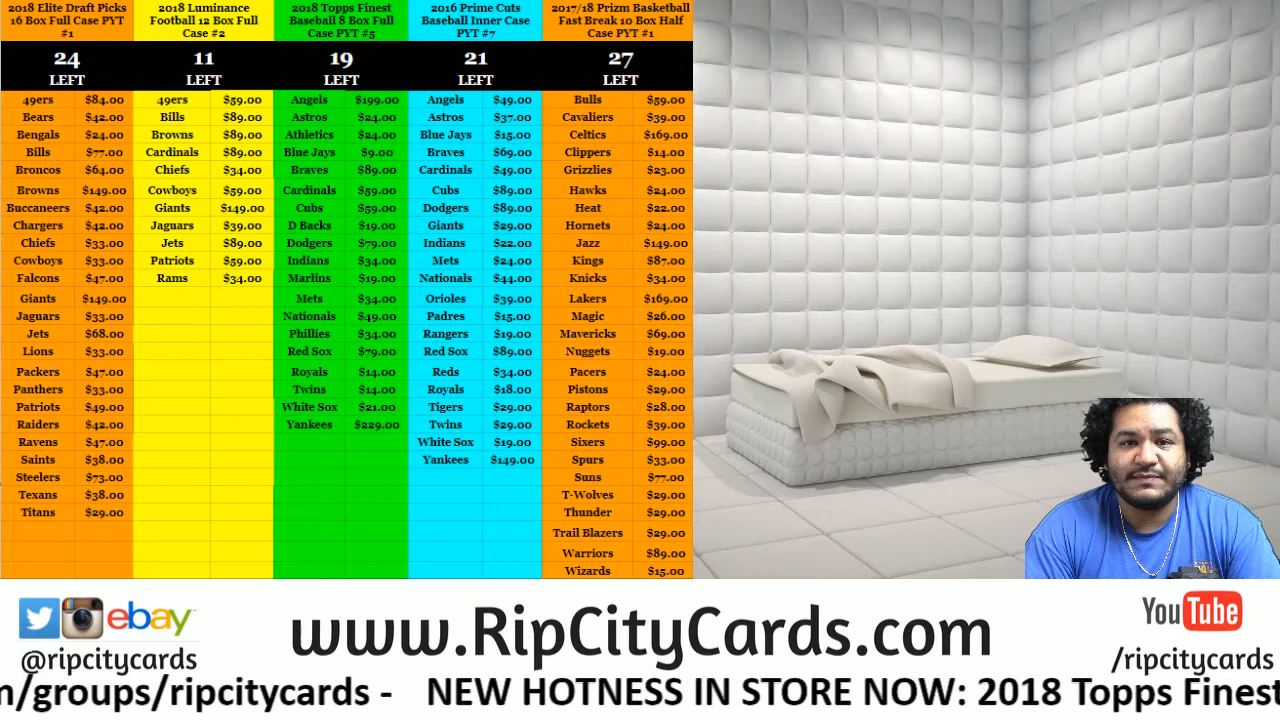 2018 Elite Draft Picks
16 Box Full Case PYT
#1
24
LEFT
49ers $84.00
Bears $42.00
Bengals $24.00
Bills $77.00
Broncos $64.00
Browns $149.00
Buccaneers $42.00
Chargers $42.00
Chiefs $33.00
Cowboys $33.00
Falcons $47.00
Giants $149.00
Jaguars $33.00
Jets $68.00
Lions $33.00
Packers $47.00
Panthers $33.00
Patriots $49.00
Raiders $42.00
Ravens $47.00
Saints $38.00
Steelers $73.00
Texans $38.00
Titans $29.00
2018 Luminance
Football 12 Box Full
Case #2
11
LEFT
49ers $59.00
Bills $89.00
Browns $89.00
Cardinals $89.00
Chiefs $34.00
Cowboys $59.00
Giants $149.00
Jaguars $39.00
Jets $89.00
Patriots $59.00
Rams $34.00
2018 Topps Finest
Baseball 8 Box Full
Case PYT #5
19
LEFT
Angels $199.00
Astros $24.00
Athletics $24.00
Blue Jays $9.00
Braves $89.00
Cardinals $59.00
Cubs $59.00
D Backs $19.00
Dodgers $79.00
Indians $34.00
Marlins $19.00
Mets $34.00
Nationals $49.00
Phillies $34.00
Red Sox $79.00
Royals $14.00
Twins $14.00
White Sox $21.00
Yankees $229.00
2016 Prime Cuts
Baseball Inner Case
PYT #7
21
LEFT
Angels $49.00
Astros $37.00
Blue Jays $15.00
Braves $69.00
Cardinals $49.00
Cubs $89.00
Dodgers $89.00
Giants $29.00
Indians $22.00
Mets $24.00
Nationals $44.00
Orioles $39.00
Padres $15.00
Rangers $19.00
Red Sox $89.00
Reds $34.00
Royals $18.00
Tigers $29.00
Twins $29.00
White Sox $19.00
Yankees $149.00
2017/18 Prizm Basketball
Fast Break 10 Box Half
Case PYT #1
27
LEFT
Bulls $59.00
Cavaliers $39.00
Celtics $169.00
Clippers $14.00
Grizzlies $23.00
Hawks $24.00
Heat $22.00
Hornets $24.00
Jazz $149.00
Kings $87.00
Knicks $34.00
Lakers $169.00
Magic $26.00
Mavericks $69.00
Nuggets $19.00
Pacers $24.00
Pistons $29.00
Raptors $28.00
Rockets $39.00
Sixers $99.00
Spurs $33.00
Suns $77.00
T-Wolves $29.00
Thunder $29.00
Trail Blazers $29.00
Warriors $89.00
Wizards $15.00
ebay
@ripcitycards
www.RipCityCards.com
YouTube
/ripcitycards
m/groups/ripcitycards - NEW HOTNESS IN STORE NOW: 2018 Topps Finest